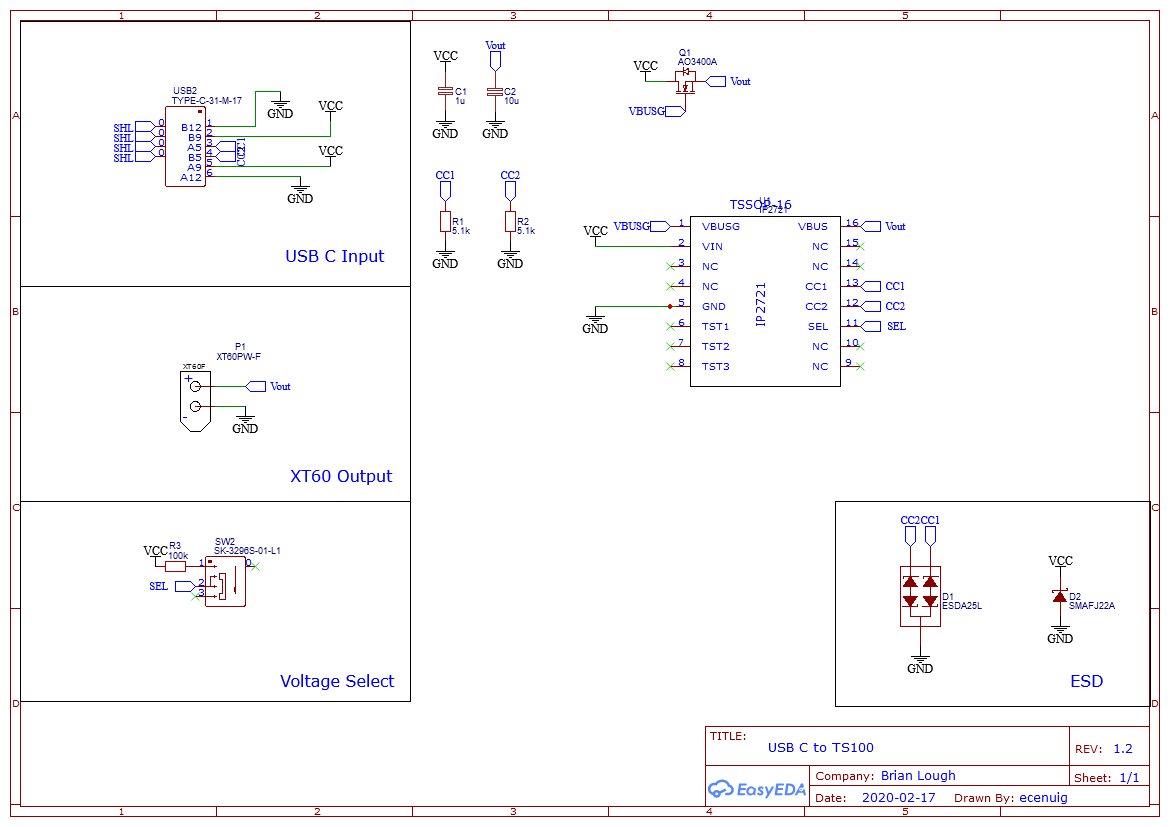 1 2 3 4 5
A
B
C
D
A
B
C
D
1 2 3 4 5
USB2
TYPE-C-31-M-17
SHL 0
SHL 0
SHL 0
SHL 0
B12 1
B9 2
A5 3
B5 4
A9 5
A12 6
GND
VCC
CC1
CC2
VCC
GND
USB C Input
P1
XT60PW-F
XT60F
+
-
Vout
GND
XT60 Output
VCC
R3
100k
SW2
SK-3296S-01-L1
SEL
1
2
3
0
Voltage Select
VCC
C1
1u
GND
Vout
C2
10u
GND
CC1
R1
5.1k
GND
CC2
R2
5.1k
GND
Q1
AO3400A
VCC
Vout
VBUSG
TSSOP-16
U1
IP2721
VBUSG 1 VBUSG
VCC 2 VIN
3 NC
4 NC
GND 5 GND
6 TST1
7 TST2
8 TST3
IP2721
VBUS 16 Vout
NC 15
NC 14
CC1 13 CC1
CC2 12 CC2
SEL 11 SEL
NC 10
NC 9
CC2 CC1
D1
ESDA25L
GND
VCC
D2
SMAFJ22A
GND
ESD
TITLE:
USB C to TS100
REV: 1.2
EasyEDA
Company: Brian Lough
Sheet: 1/1
Date: 2020-02-17 Drawn By: ecenuig